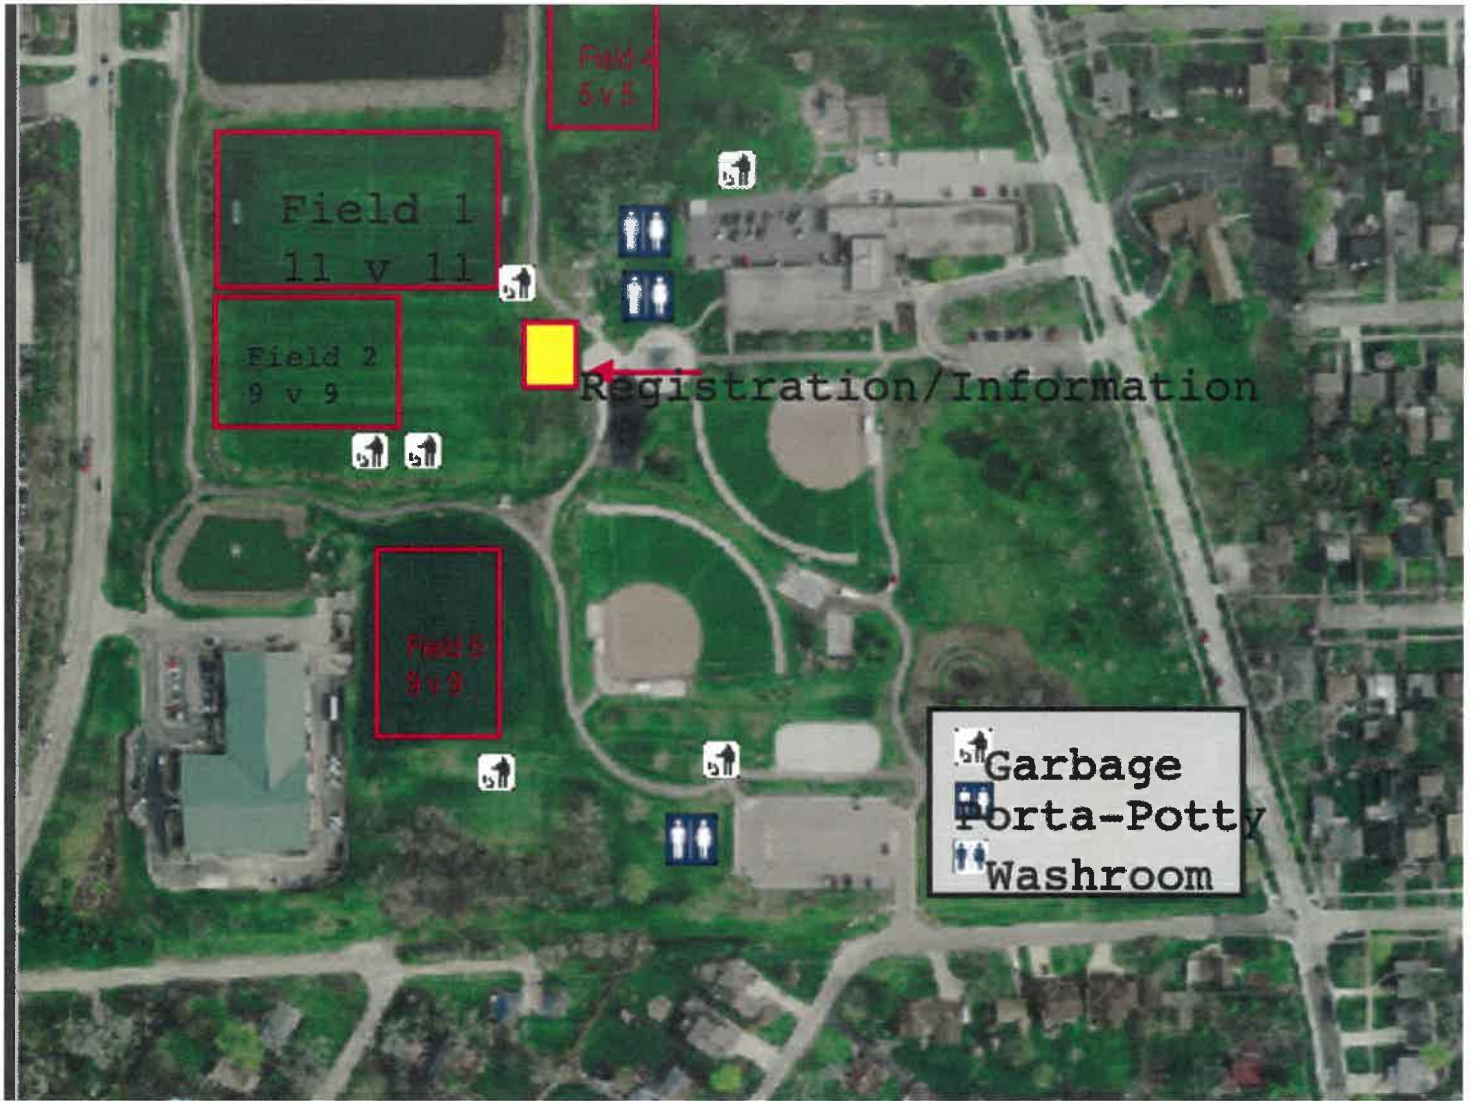 Field 4
5 v 5
Field 1
11 v 11
Field 2
9 v 9
Registration/Information
Field 5
9 v 9
Garbage
Porta-Potty
Washroom